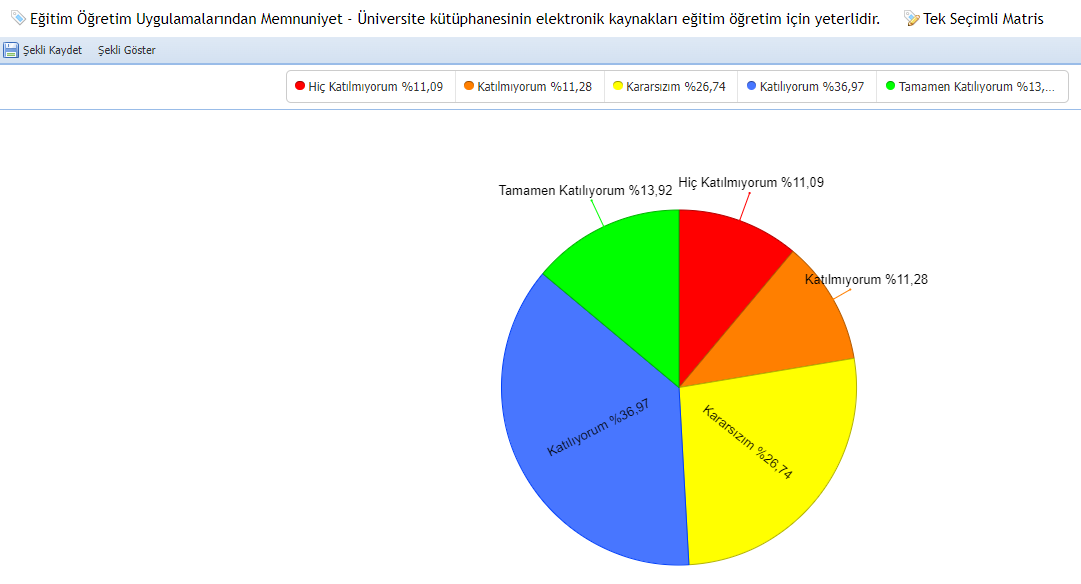 Eğitim Öğretim Uygulamalarından Memnuniyet - Üniversite kütüphanesinin elektronik kaynakları eğitim öğretim için yeterlidir. Tek Seçimli Matris
Şekli Kaydet Şekli Göster
Hiç Katılmıyorum %11,09 Katılmıyorum %11,28 Kararsızım %26,74 Katılıyorum %36,97 Tamamen Katılıyorum %13,...
Hiç Katılmıyorum %11,09
Tamamen Katılıyorum %13,92
Katılmıyorum %11,28
Katılıyorum %36,97
Kararsızım %26,74